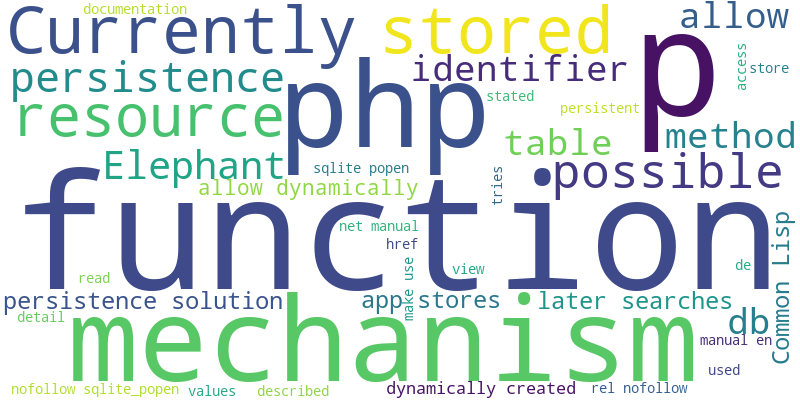 documentation
Currently
stored
p
allow
persistence
php
identifier
access
store
resource
stated
persistent
table
method
Elephant
sqlite popen
possible
allow dynamically
tries
function
net manual
href
Common Lisp
read
make use
view
de
persistence solution
app stores
later searches
detail
mechanism
db
manual en
used
nofollow sqlite_popen
values
described
dynamically created
rel nofollow